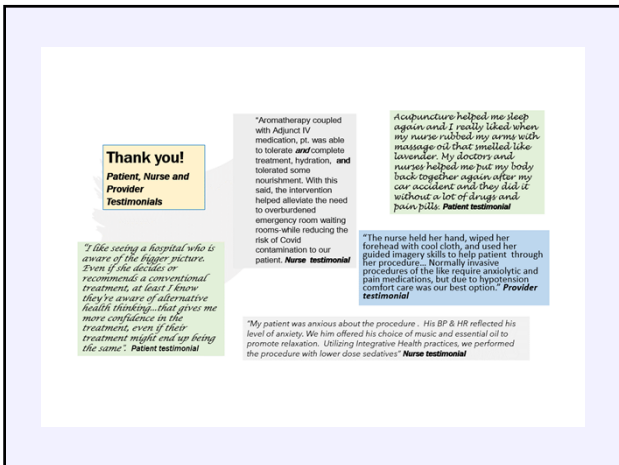 Thank you!
Patient, Nurse and
Provider
Testimonials
"Aromatherapy coupled
with Adjunct IV
medication, pt. was able
to tolerate and complete
treatment, hydration, and
tolerated some
nourishment. With this
said, the intervention
helped alleviate the need
to overburdened
emergency room waiting
rooms-while reducing the
risk of Covid
contamination to our
patient. Nurse testimonial
Acupuncture helped me sleep
again and I really liked when
my nurse rubbed my arms with
massage oil that smelled like
lavender. My doctors and
nurses helped me put my body
back together again after my
car accident and they did it
without a lot of drugs and
pain pills. Patient testimonial
"I like seeing a hospital who is
aware of the bigger picture.
Even if she decides or
recommends a conventional
treatment, at least I know
they're aware of alternative
health thinking...that gives me
more confidence in the
treatment, even if their
treatment might end up being
the same". Patient testimonial
"The nurse held her hand, wiped her
forehead with cool cloth, and used her
guided imagery skills to help patient through
her procedure... Normally invasive
procedures of the like require anxiolytic and
pain medications, but due to hypotension
comfort care was our best option." Provider
testimonial
"My patient was anxious about the procedure . His BP & HR reflected his
level of anxiety. We him offered his choice of music and essential oil to
promote relaxation. Utilizing Integrative Health practices, we performed
the procedure with lower dose sedatives" Nurse testimonial